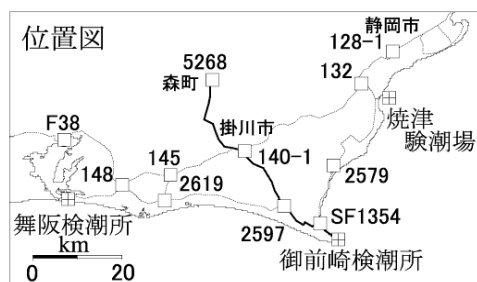 位置図
静岡市
128-1
5268
132
森町
F38
掛川市
焼津
験潮場
140-1
145
148
2619
2579
舞阪検潮所
SF1354
2597
御前崎検潮所
km
0 20